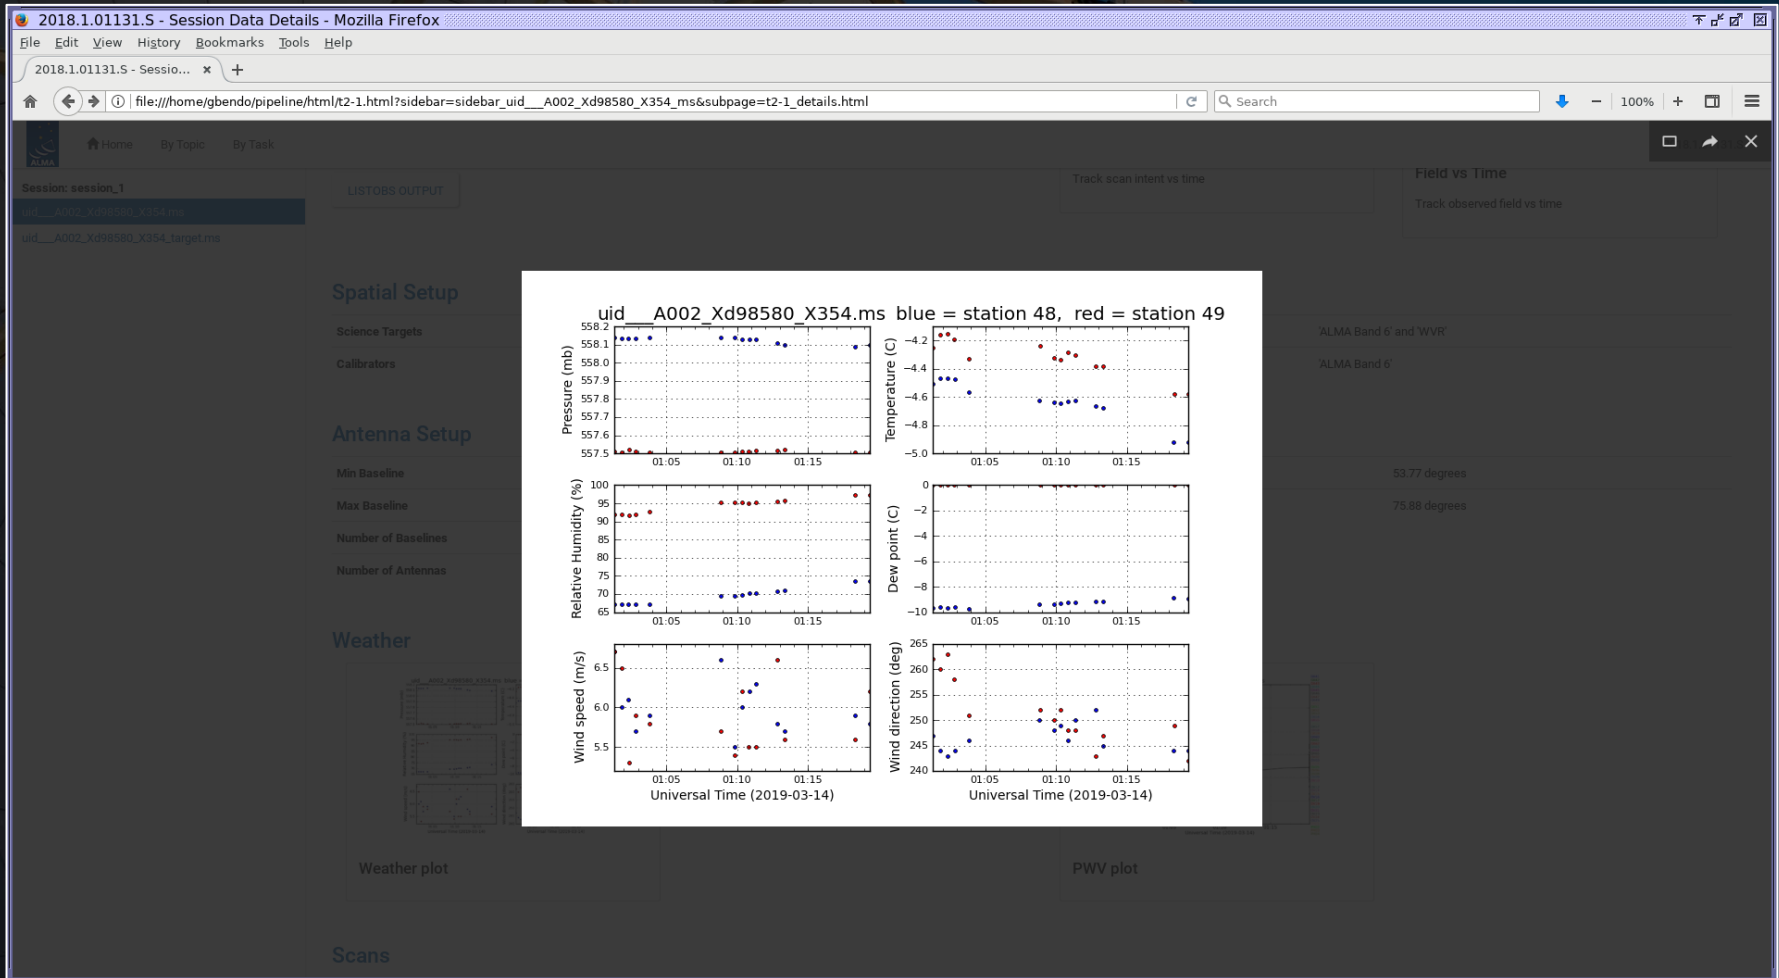 2018.1.01131.S - Session Data Details - Mozilla Firefox
File Edit View History Bookmarks Tools Help
2018.1.01131.S - Sessio...
file:///home/gbendo/pipeline/html/t2-1.html?sidebar=sidebar_uid___A002_Xd98580_X354_ms&subpage=t2-1_details.html
Search
100%
ALMA
Home By Topic By Task
Session: session_1
uid___A002_Xd98580_X354.ms
uid___A002_Xd98580_X354_target.ms
LISTOBS OUTPUT
Track scan intent vs time
Field vs Time
Track observed field vs time
Spatial Setup
Science Targets
'ALMA Band 6' and 'WVR'
Calibrators
'ALMA Band 6'
Antenna Setup
Min Baseline
53.77 degrees
Max Baseline
75.88 degrees
Number of Baselines
Number of Antennas
Weather
Weather plot
PWV plot
Scans
uid___A002_Xd98580_X354.ms blue = station 48, red = station 49
Pressure (mb)
558.2
558.1
558.0
557.9
557.8
557.7
557.6
557.5
01:05 01:10 01:15
Temperature (C)
−4.2
−4.4
−4.6
−4.8
−5.0
01:05 01:10 01:15
Relative Humidity (%)
100
95
90
85
80
75
70
65
01:05 01:10 01:15
Dew point (C)
0
−2
−4
−6
−8
−10
01:05 01:10 01:15
Wind speed (m/s)
6.5
6.0
5.5
01:05 01:10 01:15
Universal Time (2019-03-14)
Wind direction (deg)
265
260
255
250
245
240
01:05 01:10 01:15
Universal Time (2019-03-14)